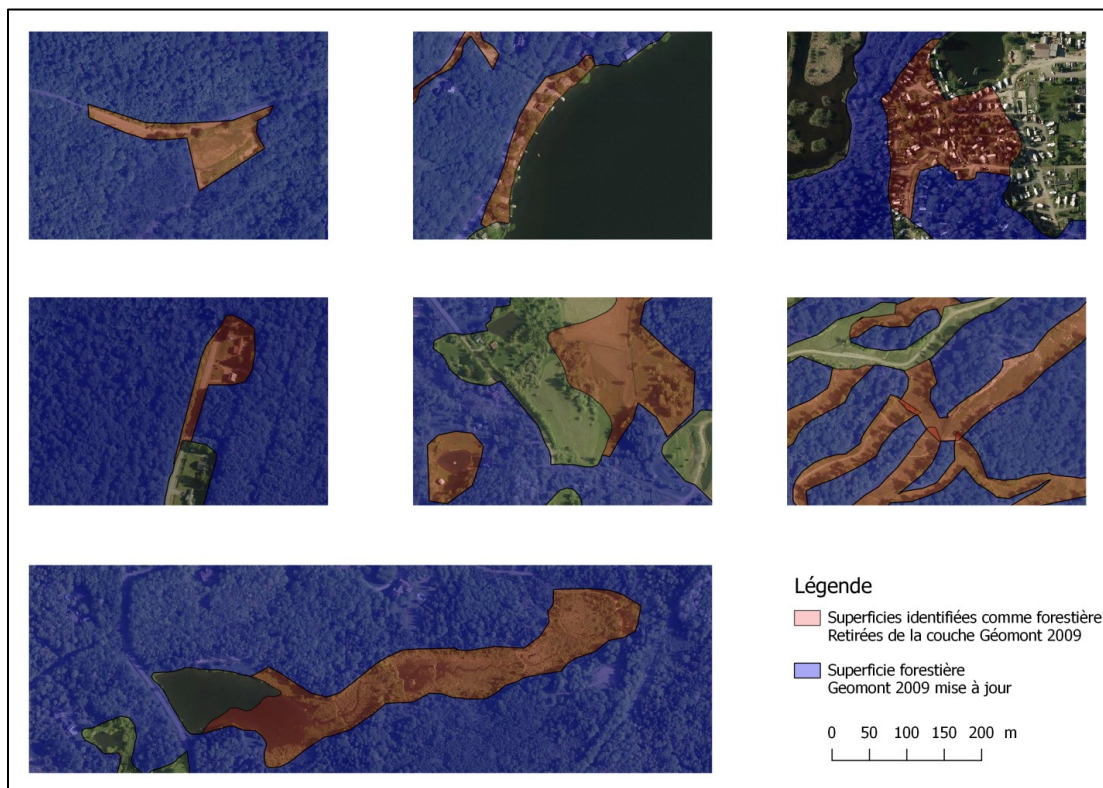 Légende
Superficies identifiées comme forestière
Retirées de la couche Géomont 2009
Superficie forestière
Geomont 2009 mise à jour
0 50 100 150 200 m